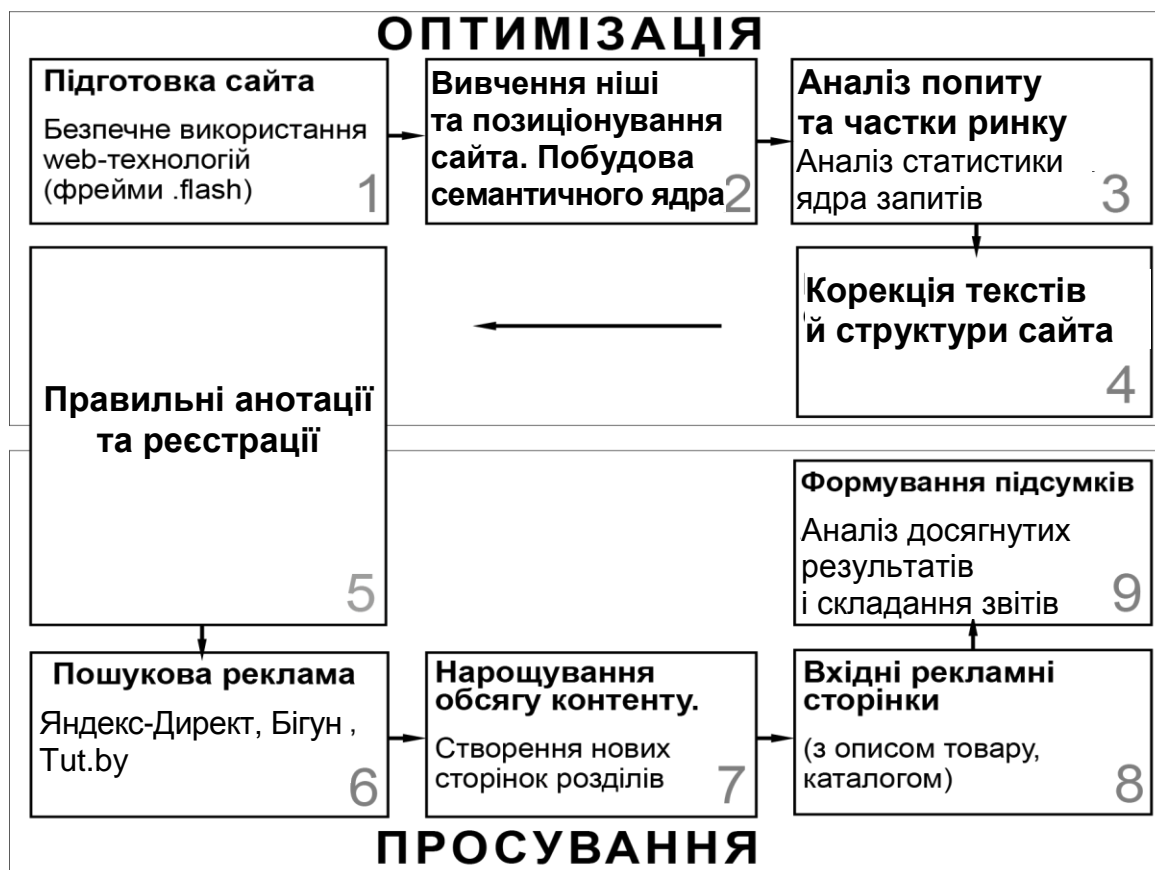 ОПТИМІЗАЦІЯ
Підготовка сайта
Безпечне використання
web-технологій
(фрейми .flash)
1
Вивчення ніші
та позиціонування
сайта. Побудова
семантичного ядра
2
Аналіз попиту
та частки ринку
Аналіз статистики
ядра запитів
3
Корекція текстів
й структури сайта
4
Правильні анотації
та реєстрації
5
Пошукова реклама
Яндекс-Директ, Бігун ,
Tut.by
6
Нарощування
обсягу контенту.
Створення нових
сторінок розділів
7
Вхідні рекламні
сторінки
(з описом товару,
каталогом)
8
Формування підсумків
Аналіз досягнутих
результатів
і складання звітів
9
ПРОСУВАННЯ